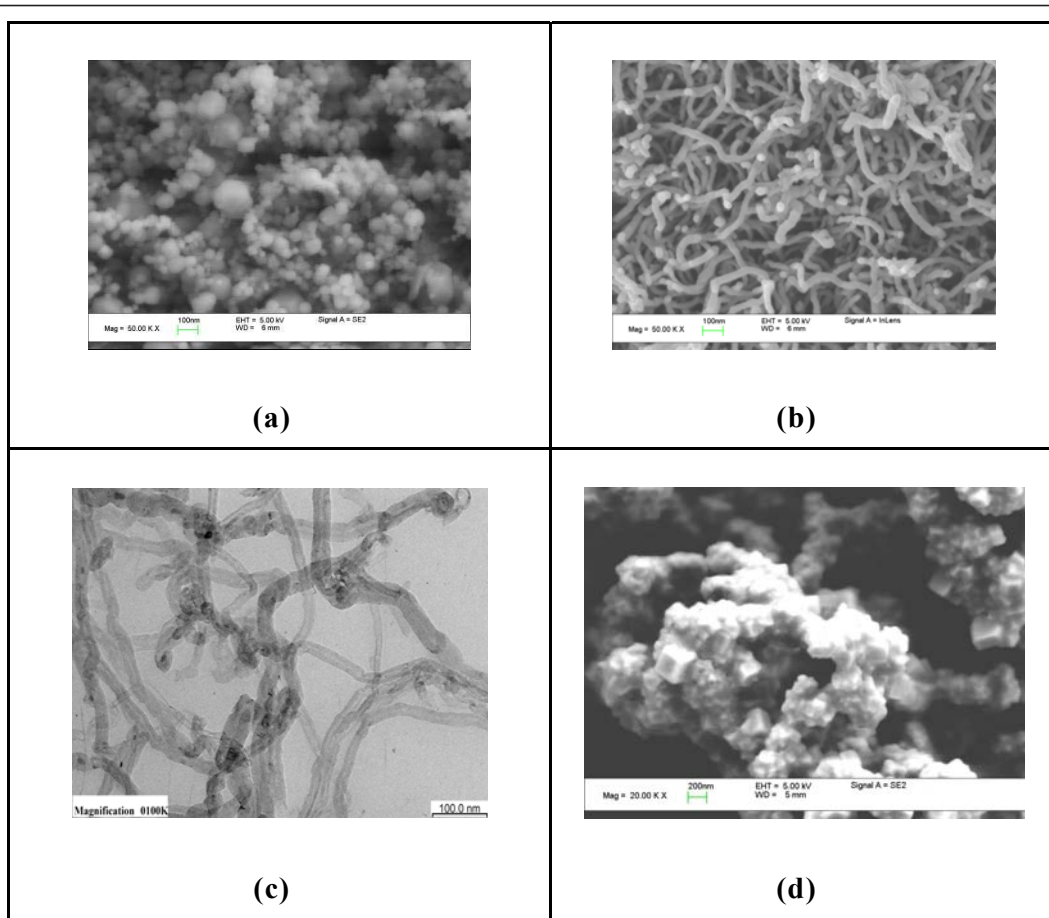 Mag = 50.00 K X 100nm EHT = 5.00 kV Signal A = SE2
WD = 6 mm
(a)
Mag = 50.00 K X 100nm EHT = 5.00 kV Signal A = InLens
WD = 6 mm
(b)
Magnification 0100K 100.0 nm
(c)
Mag = 20.00 K X 200nm EHT = 5.00 kV Signal A = SE2
WD = 5 mm
(d)